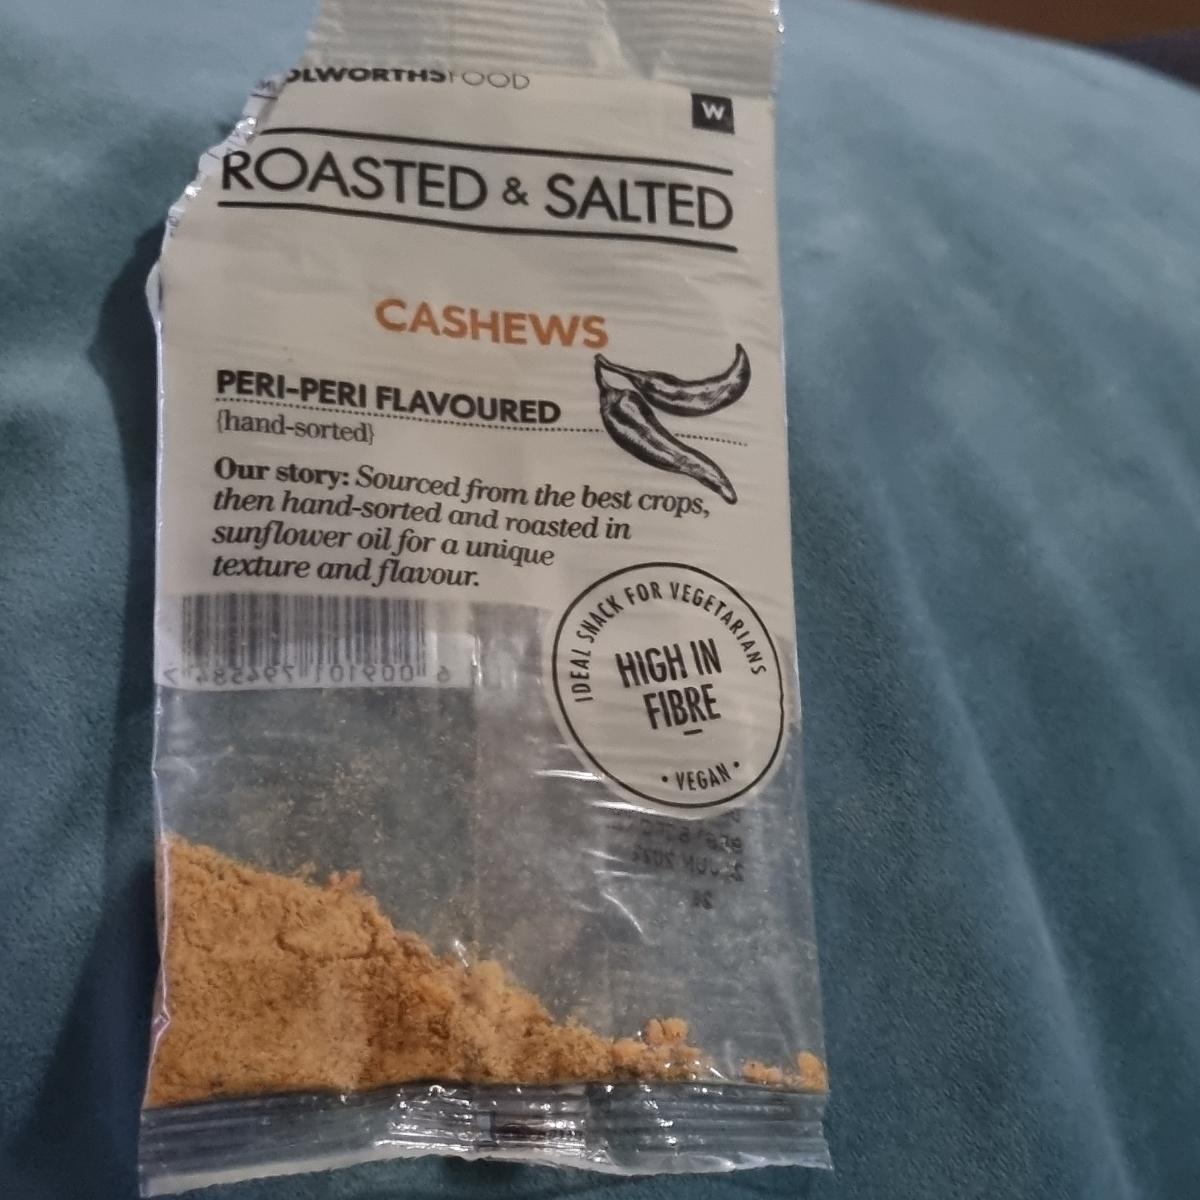 OLWORTHSFOOD
W
ROASTED & SALTED
CASHEWS
PERI-PERI FLAVOURED
{hand-sorted}
Our story: Sourced from the best crops,
then hand-sorted and roasted in
sunflower oil for a unique
texture and flavour.
IDEAL SNACK FOR VEGETARIANS
HIGH IN
FIBRE
• VEGAN •